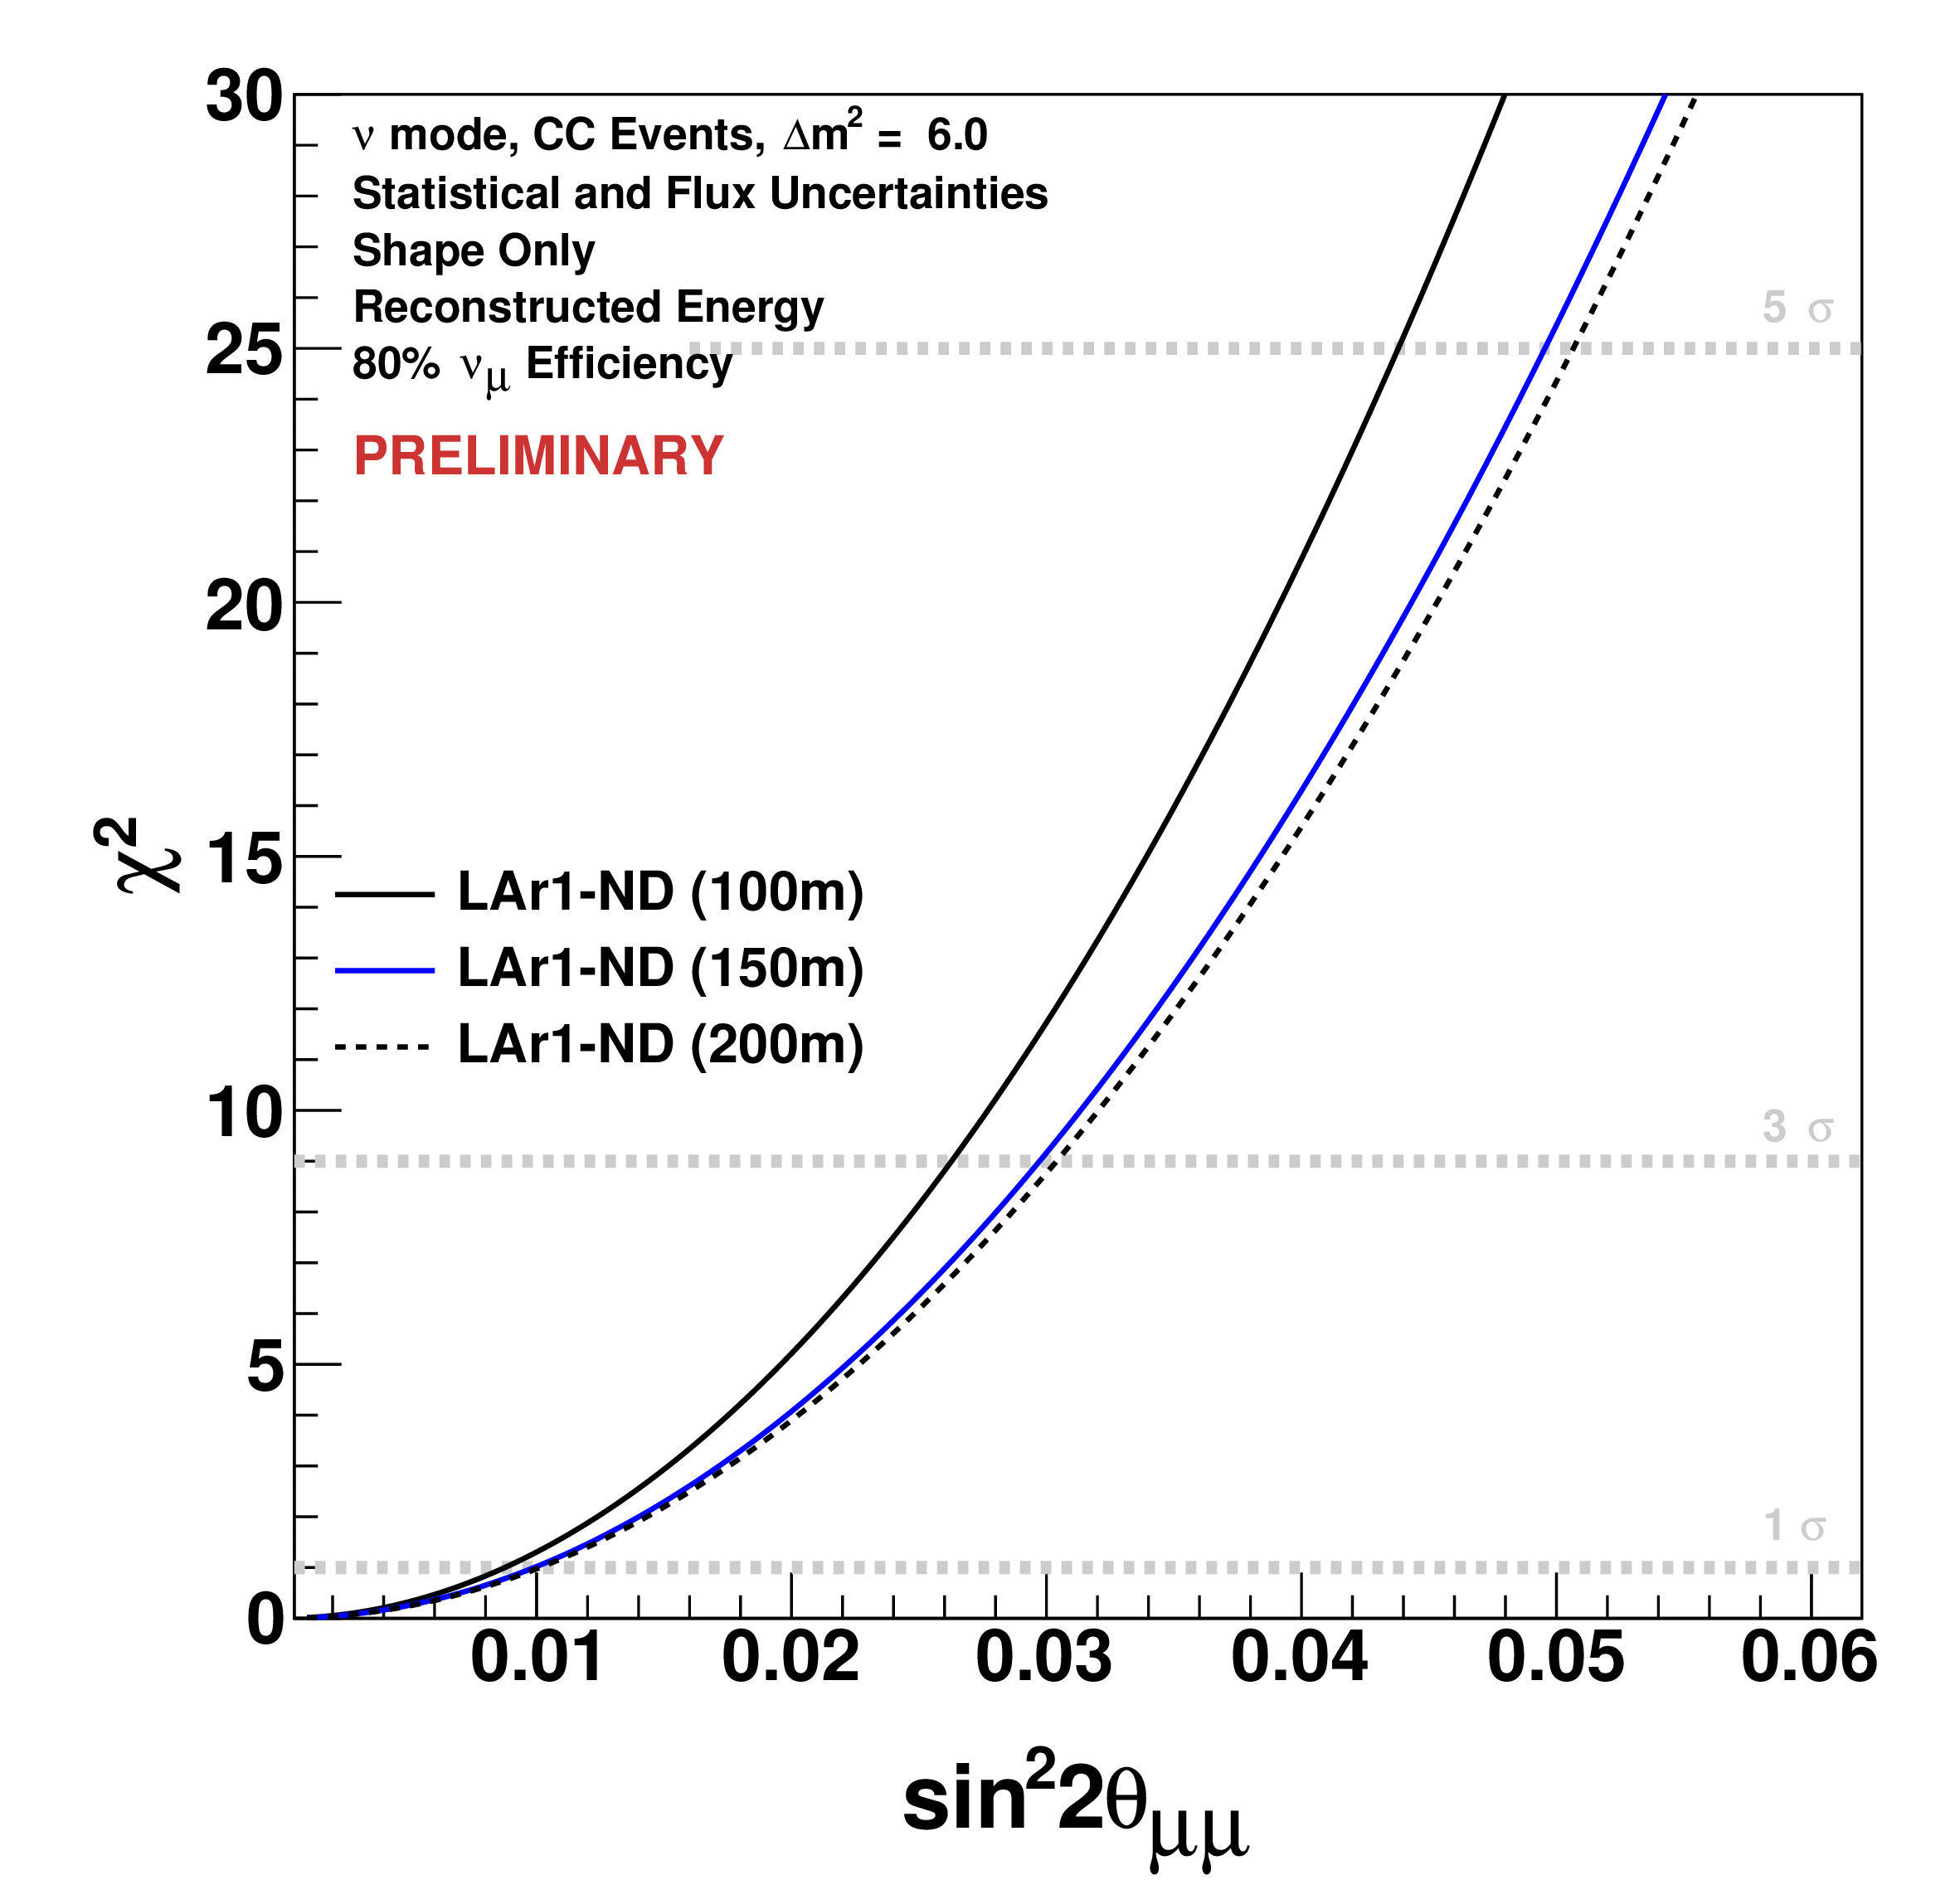 30
ν mode, CC Events, Δm² = 6.0
Statistical and Flux Uncertainties
Shape Only
Reconstructed Energy
5 σ
25
80% νμ Efficiency
PRELIMINARY
20
χ²
15
LAr1-ND (100m)
LAr1-ND (150m)
LAr1-ND (200m)
10
3 σ
5
1 σ
0
0.01 0.02 0.03 0.04 0.05 0.06
sin²2θμμ